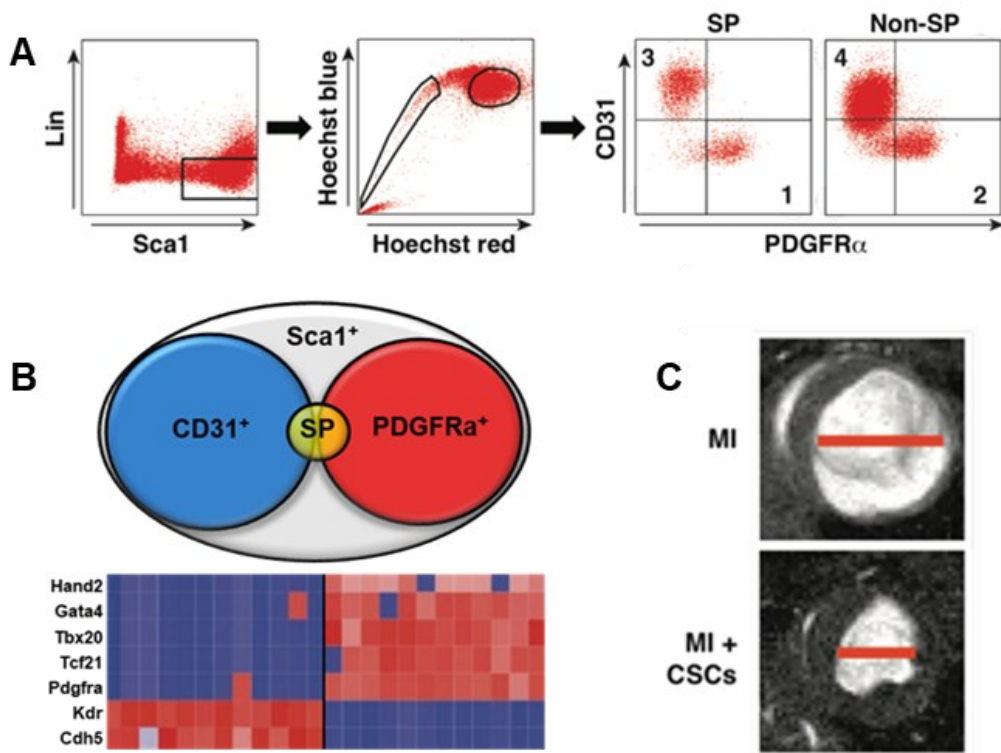 A
Lin
Sca1
Hoechst blue
Hoechst red
SP
Non-SP
CD31
3
1
4
2
PDGFRα
B
Sca1⁺
CD31⁺
SP
PDGFRa⁺
Hand2
Gata4
Tbx20
Tcf21
Pdgfra
Kdr
Cdh5
C
MI
MI +
CSCs